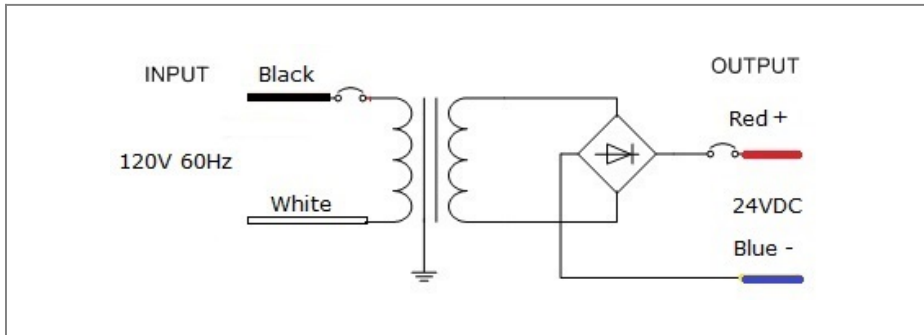 INPUT
Black
120V 60Hz
White
OUTPUT
Red +
24VDC
Blue -